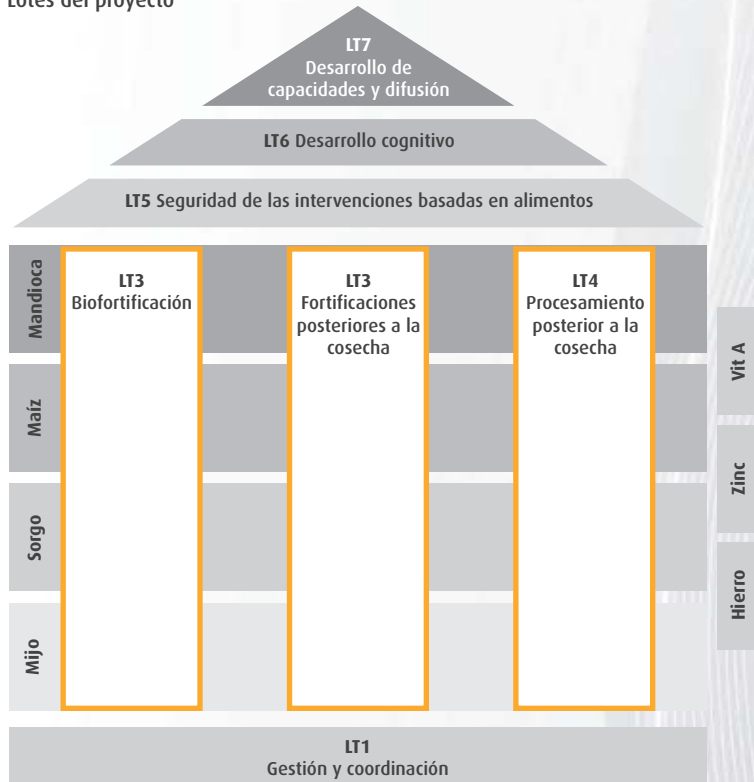 Lotes del proyecto
LT7
Desarrollo de
capacidades y difusión
LT6 Desarrollo cognitivo
LT5 Seguridad de las intervenciones basadas en alimentos
Mandioca
LT3
Biofortificación
LT3
Fortificaciones
posteriores a la
cosecha
LT4
Procesamiento
posterior a la
cosecha
Maíz
Sorgo
Mijo
Vit A
Zinc
Hierro
LT1
Gestión y coordinación